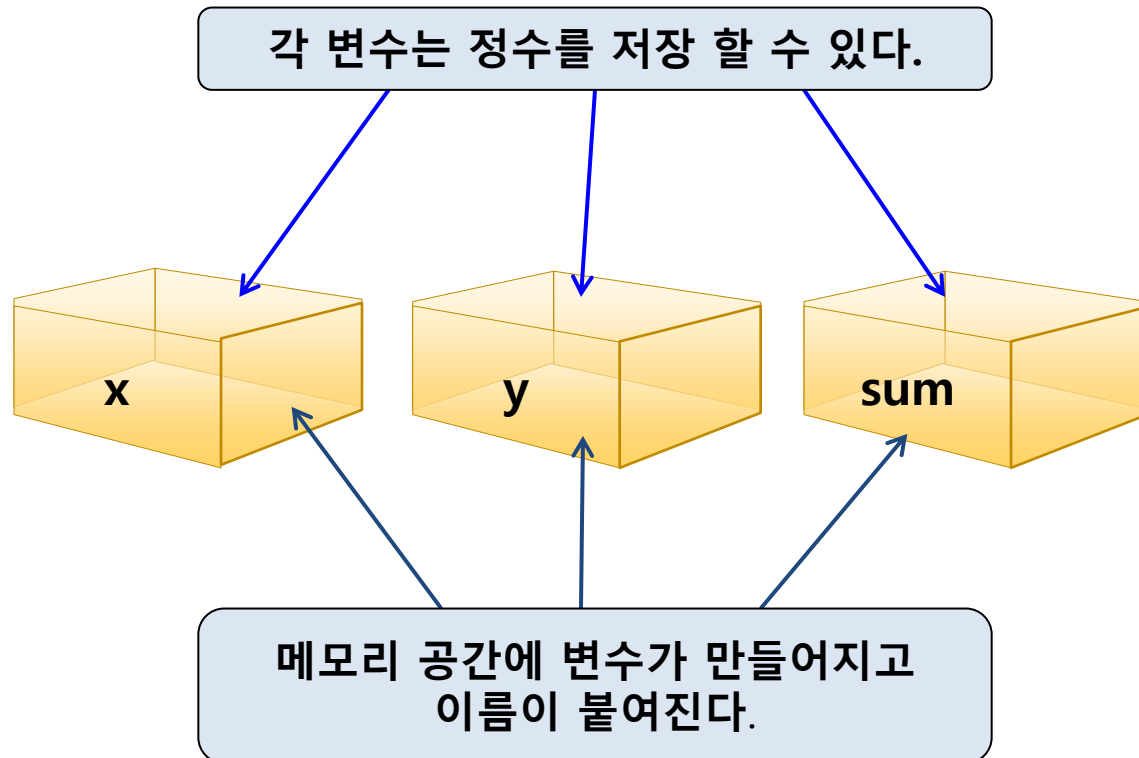 각 변수는 정수를 저장 할 수 있다.
x
y
sum
메모리 공간에 변수가 만들어지고
이름이 붙여진다.